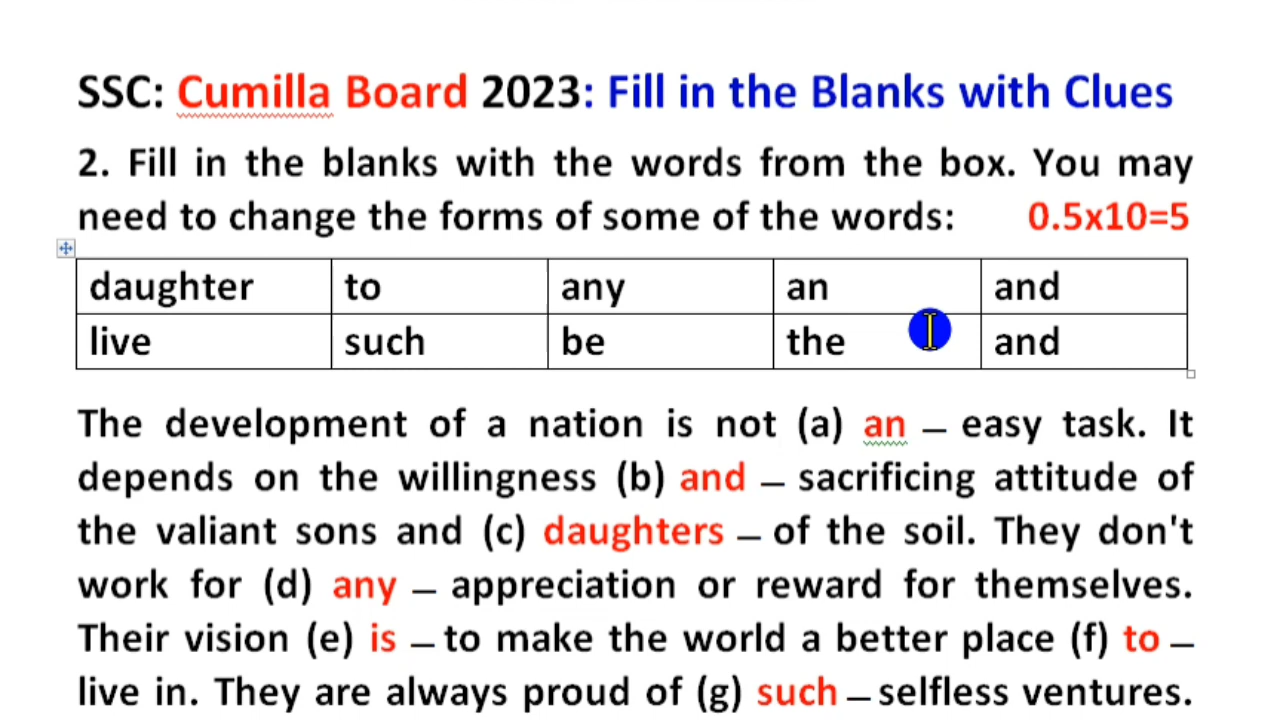 SSC: Cumilla Board 2023: Fill in the Blanks with Clues
2. Fill in the blanks with the words from the box. You may
need to change the forms of some of the words: 0.5x10=5
daughter to any an and
live such be the and
The development of a nation is not (a) an – easy task. It
depends on the willingness (b) and – sacrificing attitude of
the valiant sons and (c) daughters – of the soil. They don't
work for (d) any – appreciation or reward for themselves.
Their vision (e) is – to make the world a better place (f) to –
live in. They are always proud of (g) such – selfless ventures.